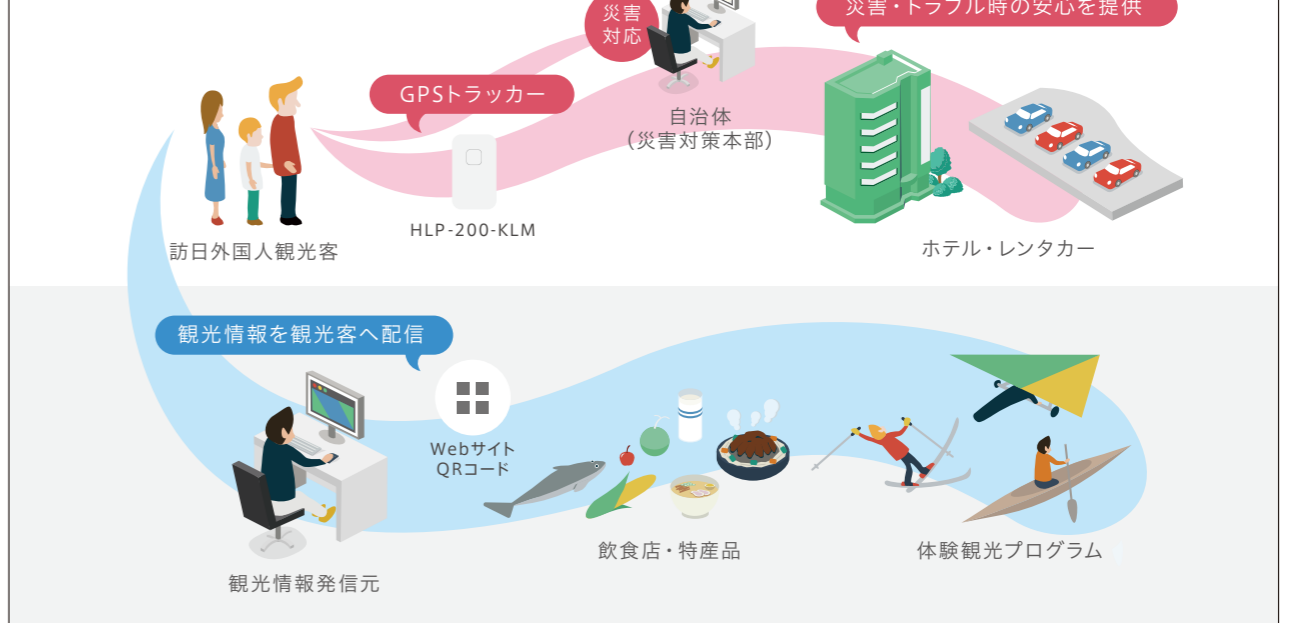 災害・トラブル時の安心を提供
災害
対応
GPSトラッカー
自治体
（災害対策本部）
HLP-200-KLM
訪日外国人観光客
ホテル・レンタカー
観光情報を観光客へ配信
Webサイト
QRコード
飲食店・特産品
体験観光プログラム
観光情報発信元